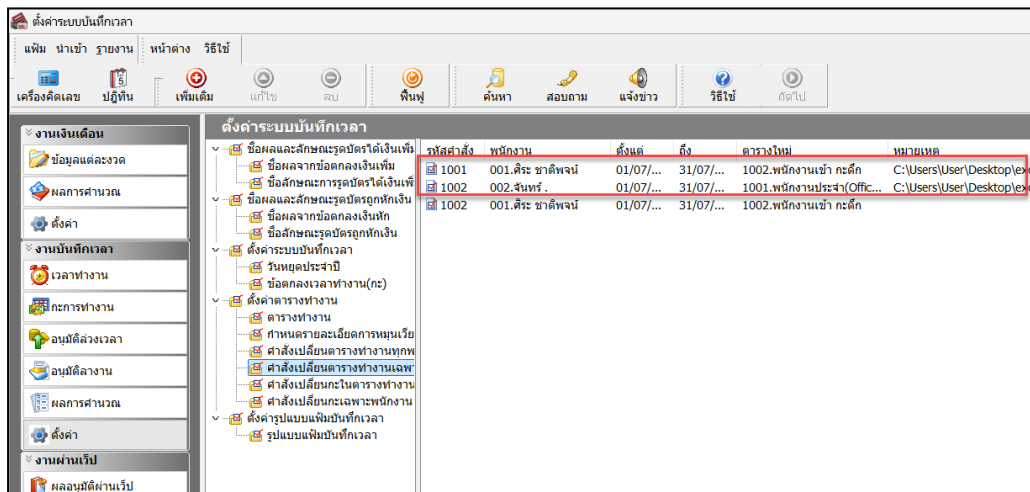 ตั้งค่าระบบบันทึกเวลา
แฟ้ม นำเข้า รายงาน หน้าต่าง วิธีใช้
เครื่องคิดเลข ปฏิทิน เพิ่มเติม แก้ไข ลบ ฟื้นฟู ค้นหา สอบถาม แจ้งข่าว วิธีใช้ ถัดไป
งานเงินเดือน
ข้อมูลแต่ละงวด
ผลการคำนวณ
ตั้งค่า
งานบันทึกเวลา
เวลาทำงาน
กะการทำงาน
อนุมัติล่วงเวลา
อนุมัติลางาน
ผลการคำนวณ
ตั้งค่า
งานผ่านเว็ป
ผลอนุมัติผ่านเว็ป
ตั้งค่าระบบบันทึกเวลา
ชื่อผลและลักษณะรูดบัตรได้เงินเพิ่ม
ชื่อผลจากข้อตกลงเงินเพิ่ม
ชื่อลักษณะการรูดบัตรได้เงินเพิ่
ชื่อผลและลักษณะรูดบัตรถูกหักเงิน
ชื่อผลจากข้อตกลงเงินหัก
ชื่อลักษณะรูดบัตรถูกหักเงิน
ตั้งค่าระบบบันทึกเวลา
วันหยุดประจำปี
ข้อตกลงเวลาทำงาน(กะ)
ตั้งค่าตารางทำงาน
ตารางทำงาน
กำหนดรายละเอียดการหมุนเวีย
คำสั่งเปลี่ยนตารางทำงานทุกพ
คำสั่งเปลี่ยนตารางทำงานเฉพา
คำสั่งเปลี่ยนกะในตารางทำงาน
คำสั่งเปลี่ยนกะเฉพาะพนักงาน
ตั้งค่ารูปแบบแฟ้มบันทึกเวลา
รูปแบบแฟ้มบันทึกเวลา
รหัสคำสั่ง พนักงาน ตั้งแต่ ถึง ตารางใหม่ หมายเหตุ
1001 001.ศิระ ชาติพจน์ 01/07/... 31/07/... 1002.พนักงานเข้า กะดึก C:\Users\User\Desktop\exc
1002 002.จันทร์ . 01/07/... 31/07/... 1001.พนักงานประจำ(Offic... C:\Users\User\Desktop\exc
1002 001.ศิระ ชาติพจน์ 01/07/... 31/07/... 1002.พนักงานเข้า กะดึก